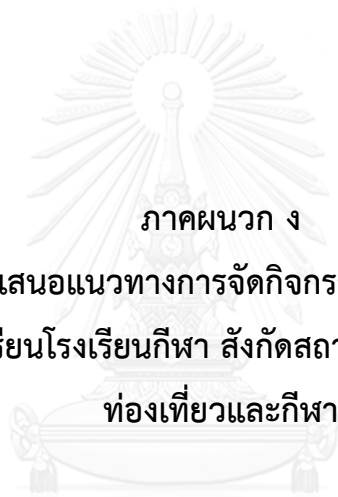 ภาคผนวก ง
เสนอแนวทางการจัดกิจกร
รียนโรงเรียนกีฬา สังกัดสถา
ท่องเที่ยวและกีฬา